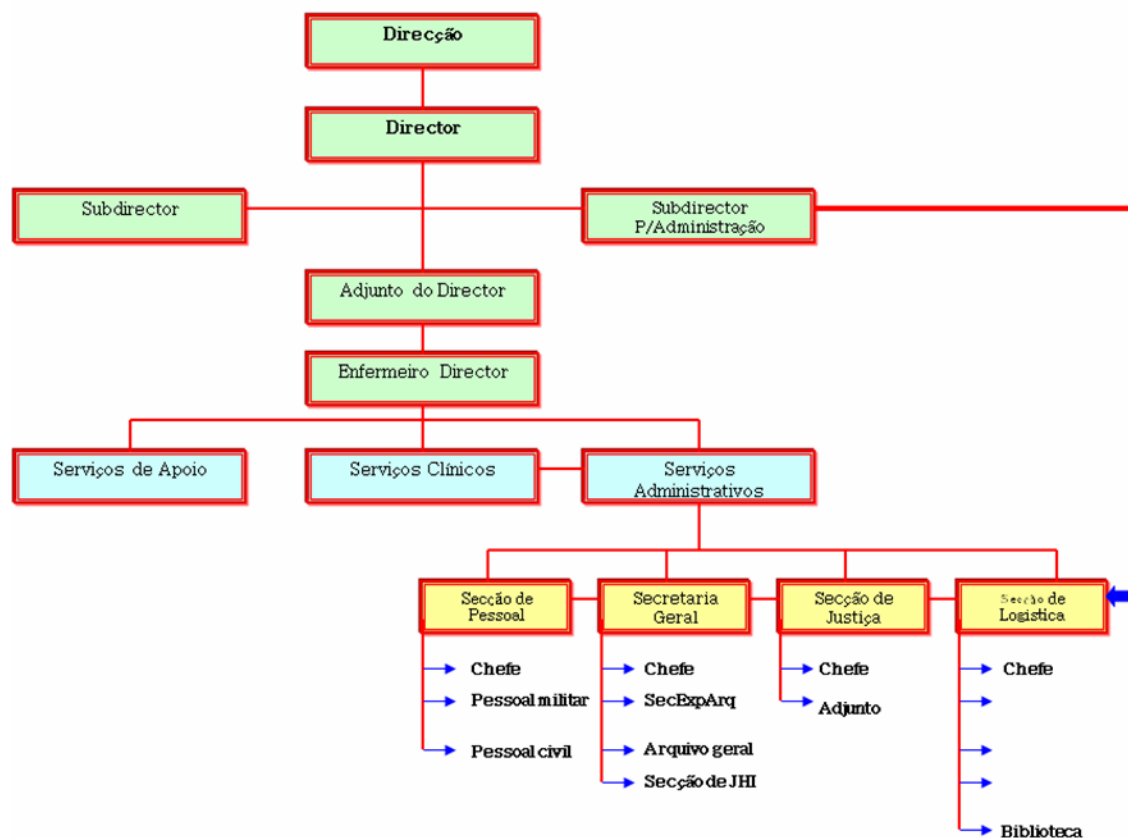 Direcção
Director
Subdirector
Subdirector
P/Administração
Adjunto do Director
Enfermeiro Director
Serviços de Apoio
Serviços Clínicos
Serviços
Administrativos
Secção de
Pessoal
Secretaria
Geral
Secção de
Justiça
Secção de
Logistica
Chefe
Chefe
Chefe
Chefe
Pessoal militar
SecExpArq
Adjunto
Pessoal civil
Arquivo geral
Secção de JHI
Biblioteca